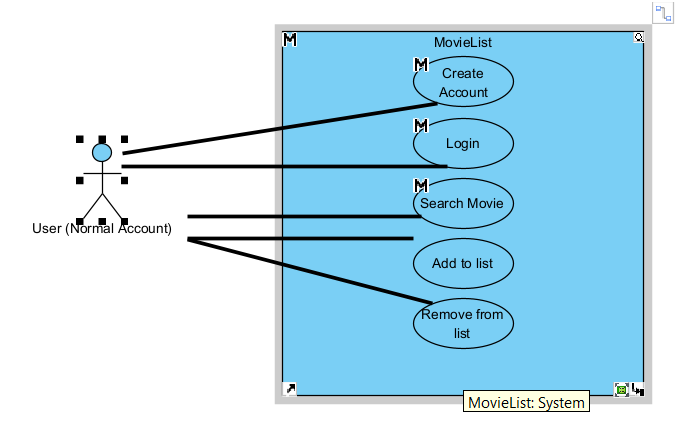 MovieList
Create
Account
Login
Search Movie
User (Normal Account)
Add to list
Remove from
list
MovieList: System